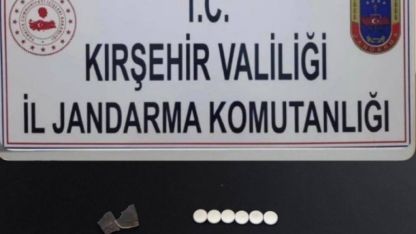 T.C.
KIRŞEHİR VALİLİĞİ
İL JANDARMA KOMUTANLIĞI